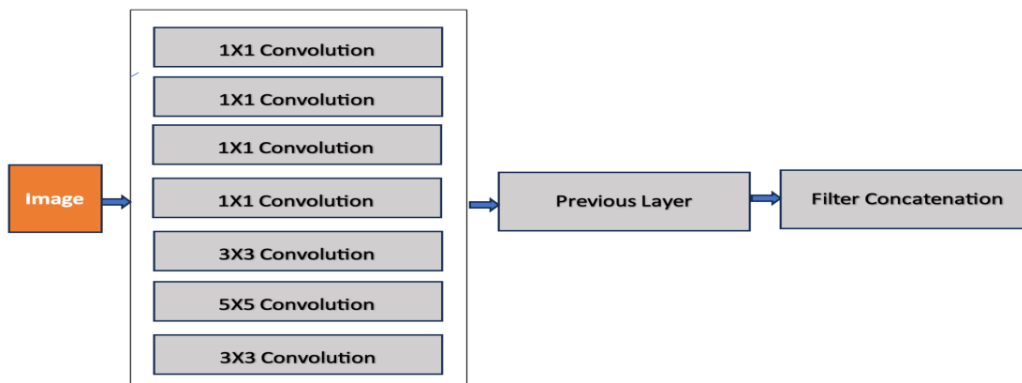 Image
1X1 Convolution
1X1 Convolution
1X1 Convolution
1X1 Convolution
3X3 Convolution
5X5 Convolution
3X3 Convolution
Previous Layer
Filter Concatenation